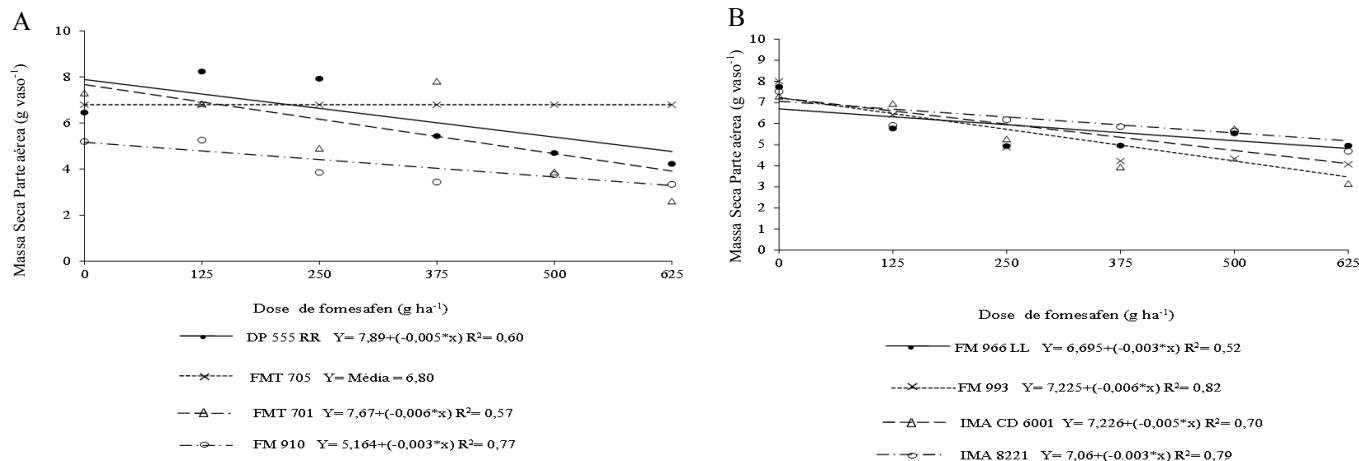 A
Massa Seca Parte aérea (g vaso-1)
10
8
6
4
2
0
0 125 250 375 500 625
Dose de fomesafen (g ha-1)
DP 555 RR Y= 7,89+(-0,005*x) R2= 0,60
FMT 705 Y= Média = 6,80
FMT 701 Y= 7,67+(-0,006*x) R2= 0,57
FM 910 Y= 5,164+(-0,003*x) R2= 0,77
B
Massa Seca Parte aérea (g vaso-1)
10
9
8
7
6
5
4
3
2
1
0
0 125 250 375 500 625
Dose de fomesafen (g ha-1)
FM 966 LL Y= 6,695+(-0,003*x) R2= 0,52
FM 993 Y= 7,225+(-0,006*x) R2= 0,82
IMA CD 6001 Y= 7,226+(-0,005*x) R2= 0,70
IMA 8221 Y= 7,06+(-0.003*x) R2= 0,79